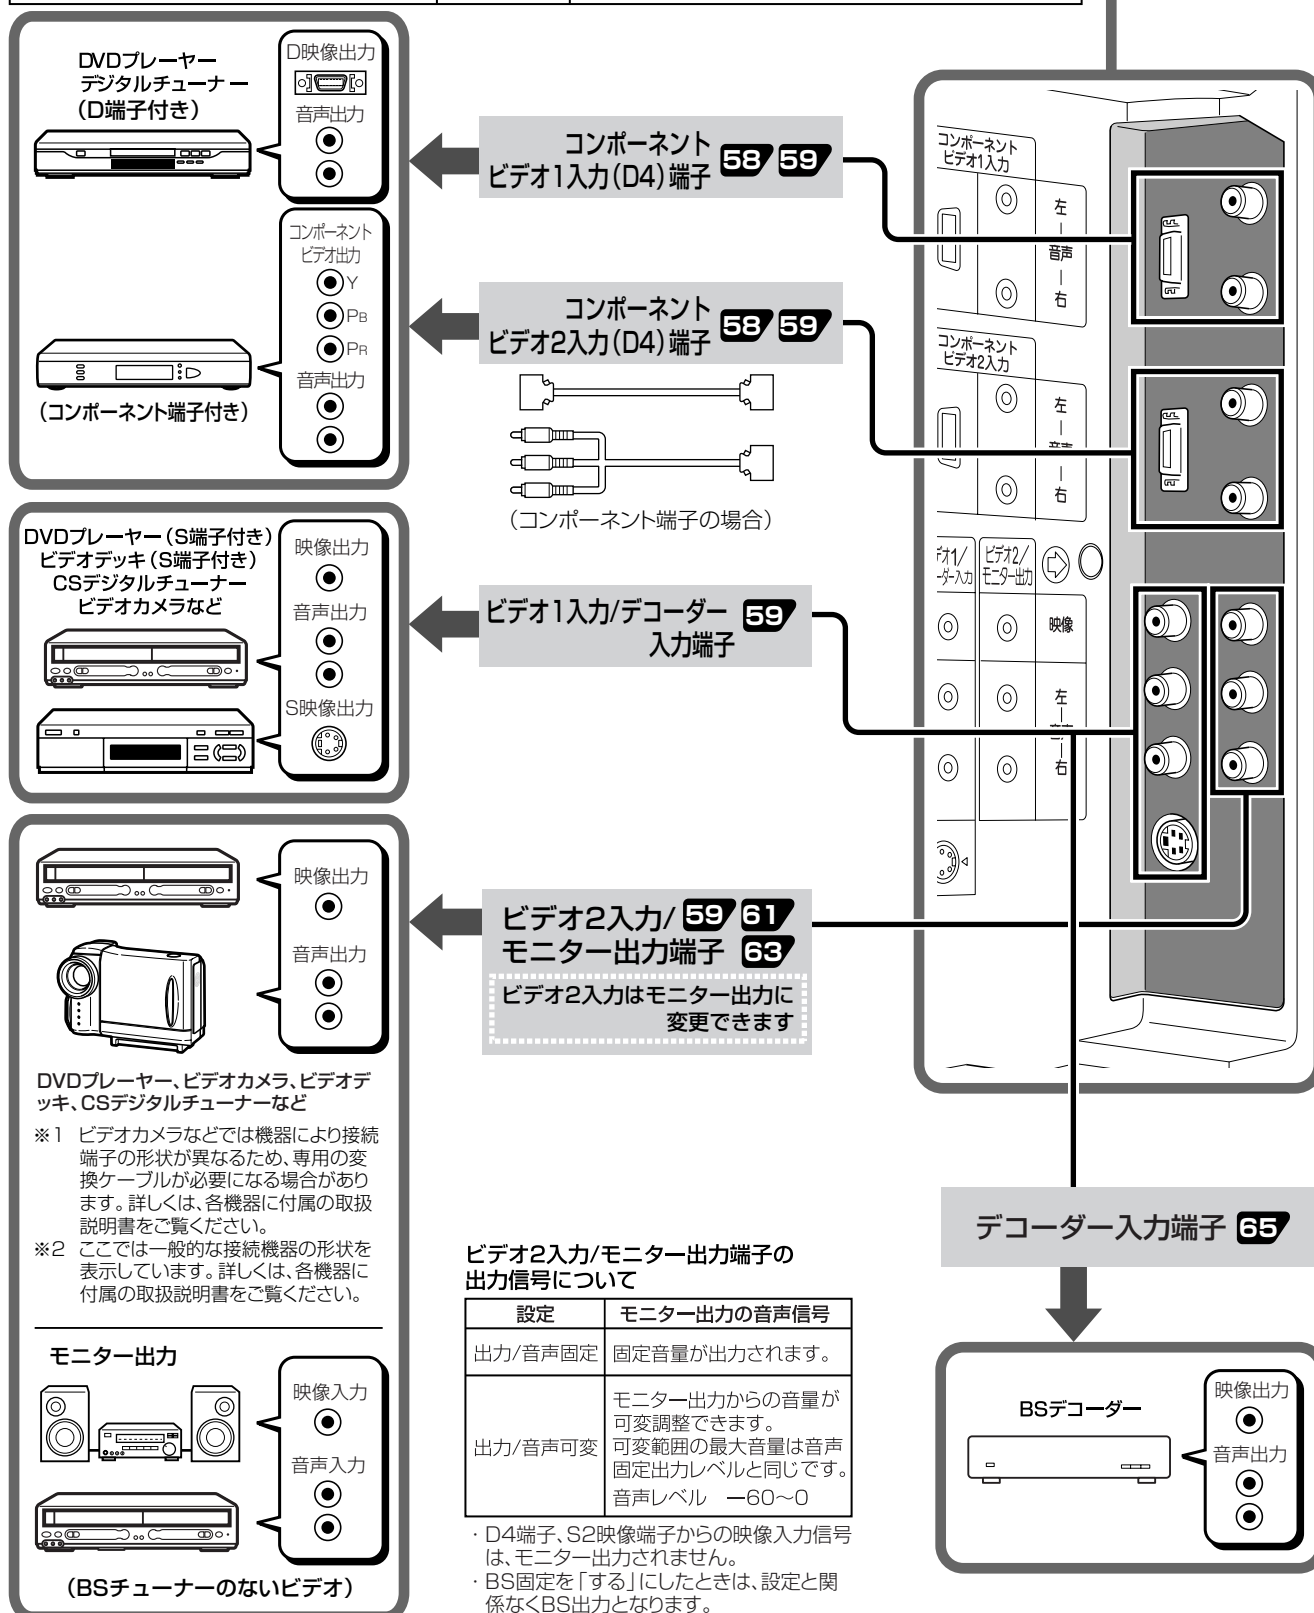 DVDプレーヤー
デジタルチューナー
(D端子付き)
D映像出力
音声出力
コンポーネント
ビデオ出力
Y
PB
PR
音声出力
(コンポーネント端子付き)
コンポーネント
ビデオ1入力(D4)端子 58 59
コンポーネント
ビデオ2入力(D4)端子 58 59
(コンポーネント端子の場合)
DVDプレーヤー(S端子付き)
ビデオデッキ(S端子付き)
CSデジタルチューナー
ビデオカメラなど
映像出力
音声出力
S映像出力
ビデオ1入力/デコーダー 59
入力端子
映像出力
音声出力
ビデオ2入力/ 59 61
モニター出力端子 63
ビデオ2入力はモニター出力に
変更できます
DVDプレーヤー、ビデオカメラ、ビデオデ
ッキ、CSデジタルチューナーなど
※1 ビデオカメラなどでは機器により接続
端子の形状が異なるため、専用の変
換ケーブルが必要になる場合があり
ます。詳しくは、各機器に付属の取扱
説明書をご覧ください。
※2 ここでは一般的な接続機器の形状を
表示しています。詳しくは、各機器に
付属の取扱説明書をご覧ください。
モニター出力
映像入力
音声入力
(BSチューナーのないビデオ)
ビデオ2入力/モニター出力端子の
出力信号について
設定 モニター出力の音声信号
出力/音声固定 固定音量が出力されます。
出力/音声可変 モニター出力からの音量が
可変調整できます。
可変範囲の最大音量は音声
固定出力レベルと同じです。
音声レベル ー60〜0
・D4端子、S2映像端子からの映像入力信号
は、モニター出力されません。
・BS固定を「する」にしたときは、設定と関
係なくBS出力となります。
コンポーネント
ビデオ1入力
左
音声
右
コンポーネント
ビデオ2入力
左
右
デオ1/
ーダー入力
ビデオ2/
モニター出力
映像
左
右
デコーダー入力端子 65
BSデコーダー
映像出力
音声出力